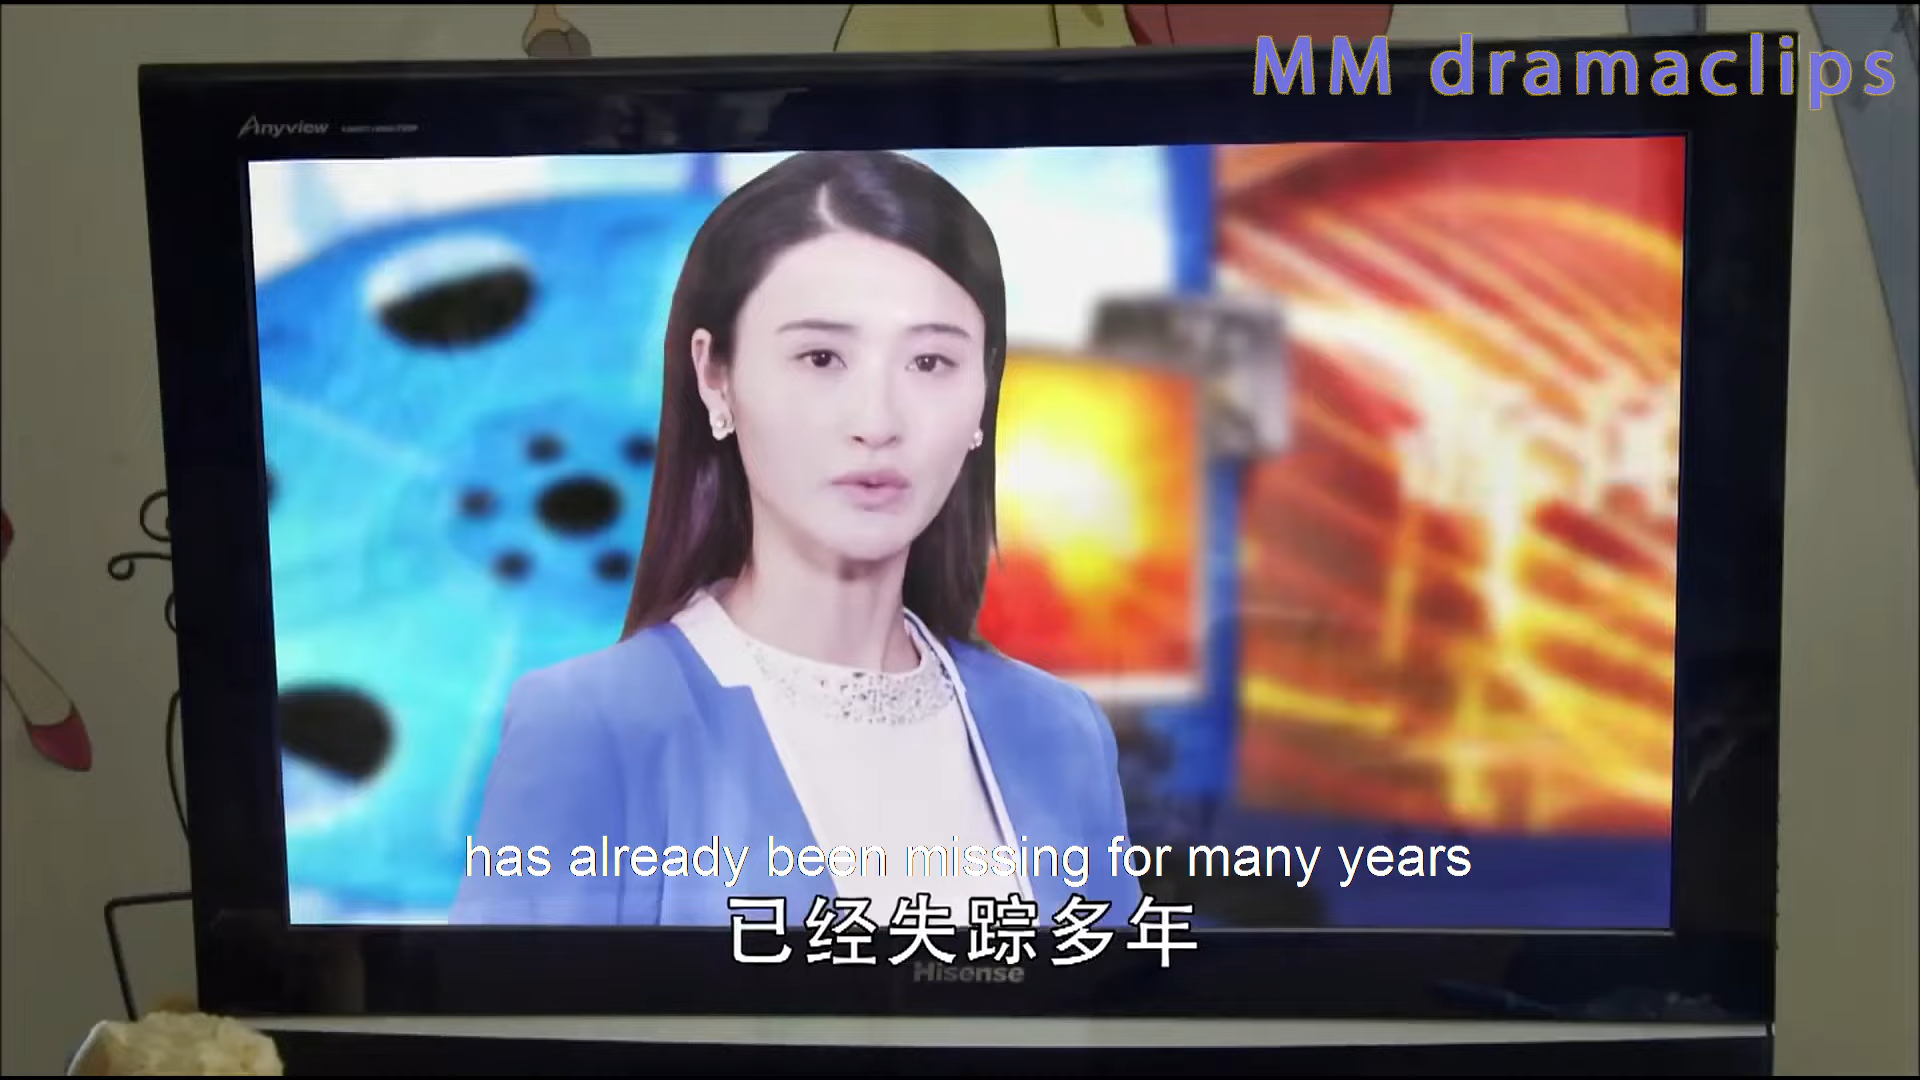 MM dramaclips
Anyview
has already been missing for many years
已经失踪多年
Hisense